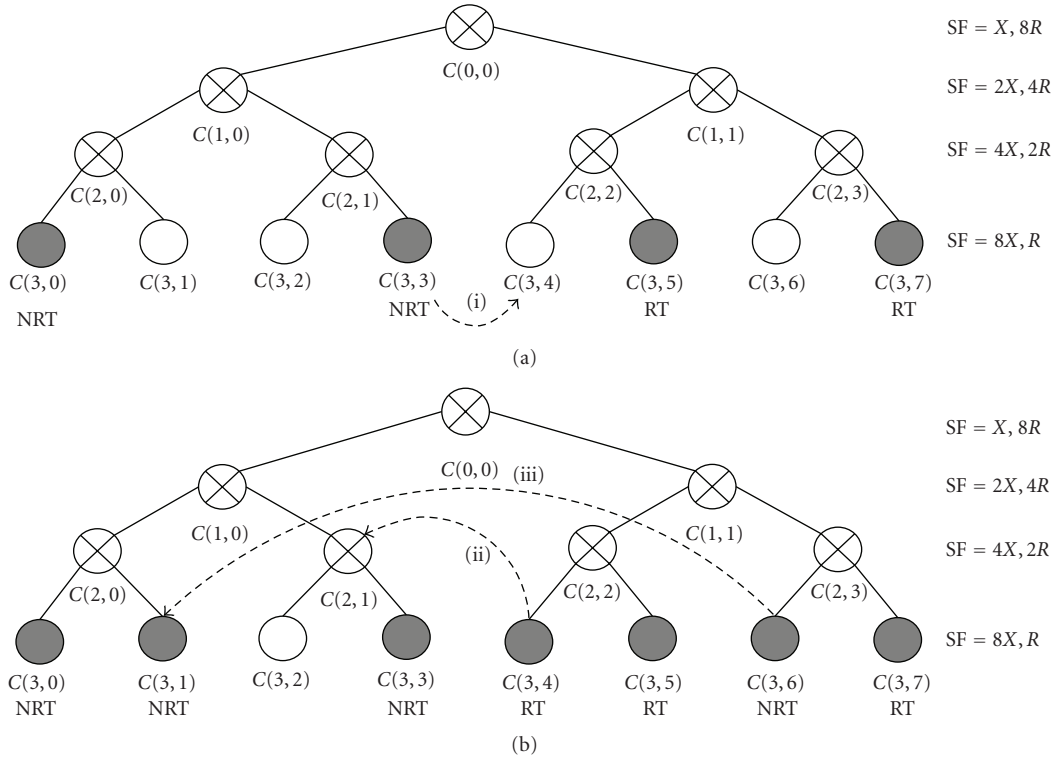 SF = X, 8R
C(0, 0)
SF = 2X, 4R
C(1, 0)
C(1, 1)
SF = 4X, 2R
C(2, 0)
C(2, 1)
C(2, 2)
C(2, 3)
SF = 8X, R
C(3, 0)
C(3, 1)
C(3, 2)
C(3, 3)
(i)
C(3, 4)
C(3, 5)
C(3, 6)
C(3, 7)
NRT
NRT
RT
RT
(a)
SF = X, 8R
C(0, 0)
(iii)
SF = 2X, 4R
C(1, 0)
(ii)
C(1, 1)
SF = 4X, 2R
C(2, 0)
C(2, 1)
C(2, 2)
C(2, 3)
SF = 8X, R
C(3, 0)
C(3, 1)
C(3, 2)
C(3, 3)
C(3, 4)
C(3, 5)
C(3, 6)
C(3, 7)
NRT
NRT
NRT
RT
RT
NRT
RT
(b)